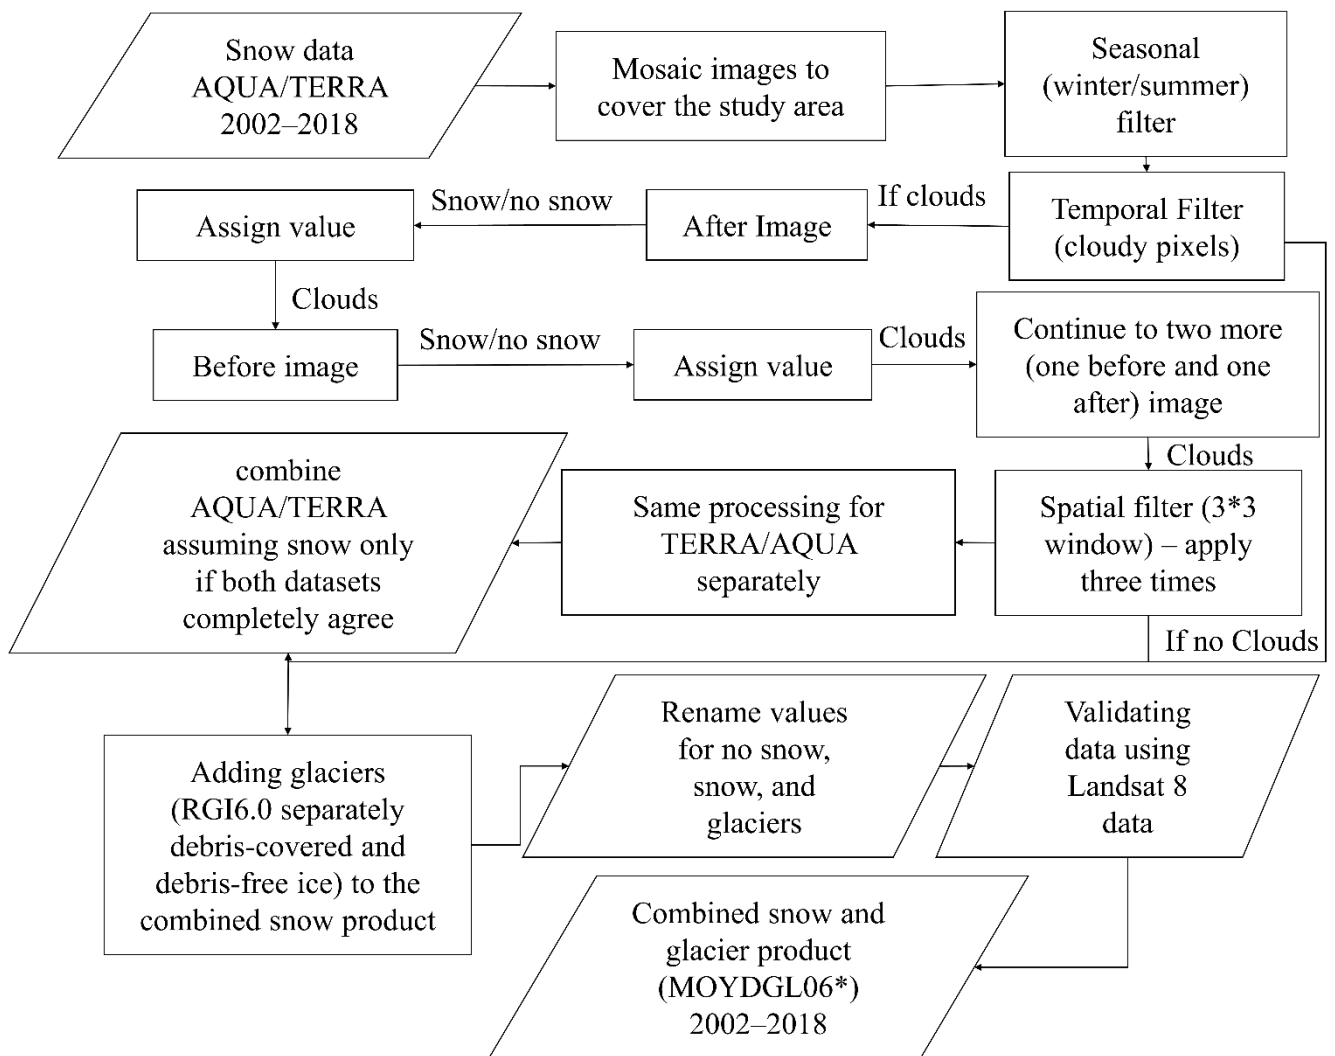 Snow data
AQUA/TERRA
2002–2018
Mosaic images to
cover the study area
Seasonal
(winter/summer)
filter
Assign value
Snow/no snow
After Image
If clouds
Temporal Filter
(cloudy pixels)
Clouds
Before image
Snow/no snow
Assign value
Clouds
Continue to two more
(one before and one
after) image
Clouds
combine
AQUA/TERRA
assuming snow only
if both datasets
completely agree
Same processing for
TERRA/AQUA
separately
Spatial filter (3*3
window) – apply
three times
If no Clouds
Adding glaciers
(RGI6.0 separately
debris-covered and
debris-free ice) to the
combined snow product
Rename values
for no snow,
snow, and
glaciers
Validating
data using
Landsat 8
data
Combined snow and
glacier product
(MOYDGL06*)
2002–2018